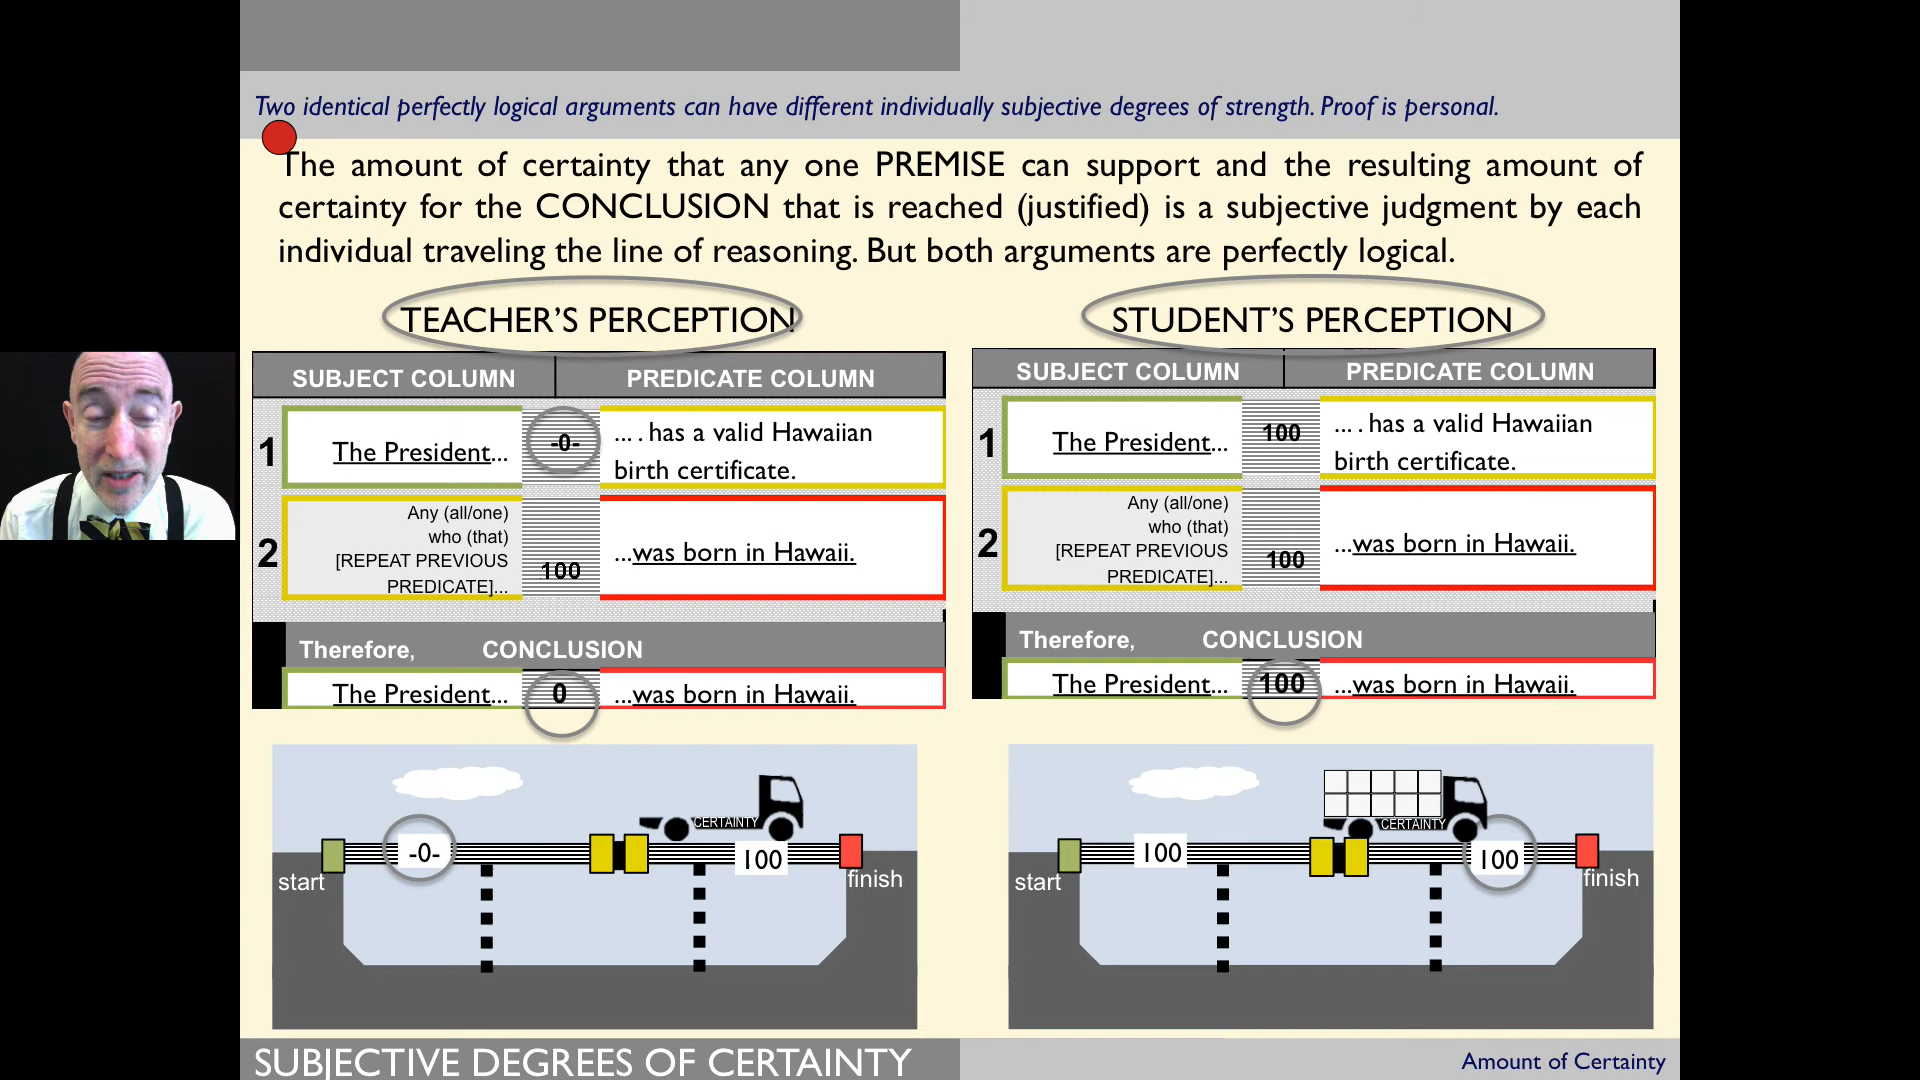 Two identical perfectly logical arguments can have different individually subjective degrees of strength. Proof is personal.
The amount of certainty that any one PREMISE can support and the resulting amount of
certainty for the CONCLUSION that is reached (justified) is a subjective judgment by each
individual traveling the line of reasoning. But both arguments are perfectly logical.
TEACHER'S PERCEPTION
SUBJECT COLUMN PREDICATE COLUMN
1 The President... -0- ... . has a valid Hawaiian
birth certificate.
2 Any (all/one)
who (that)
[REPEAT PREVIOUS
PREDICATE]...
100 ...was born in Hawaii.
Therefore, CONCLUSION
The President... 0 ...was born in Hawaii.
CERTAINTY
-0- 100
start finish
STUDENT'S PERCEPTION
SUBJECT COLUMN PREDICATE COLUMN
1 The President... 100 ... . has a valid Hawaiian
birth certificate.
2 Any (all/one)
who (that)
[REPEAT PREVIOUS
PREDICATE]...
100 ...was born in Hawaii.
Therefore, CONCLUSION
The President... 100 ...was born in Hawaii.
CERTAINTY
100 100
start finish
SUBJECTIVE DEGREES OF CERTAINTY
Amount of Certainty